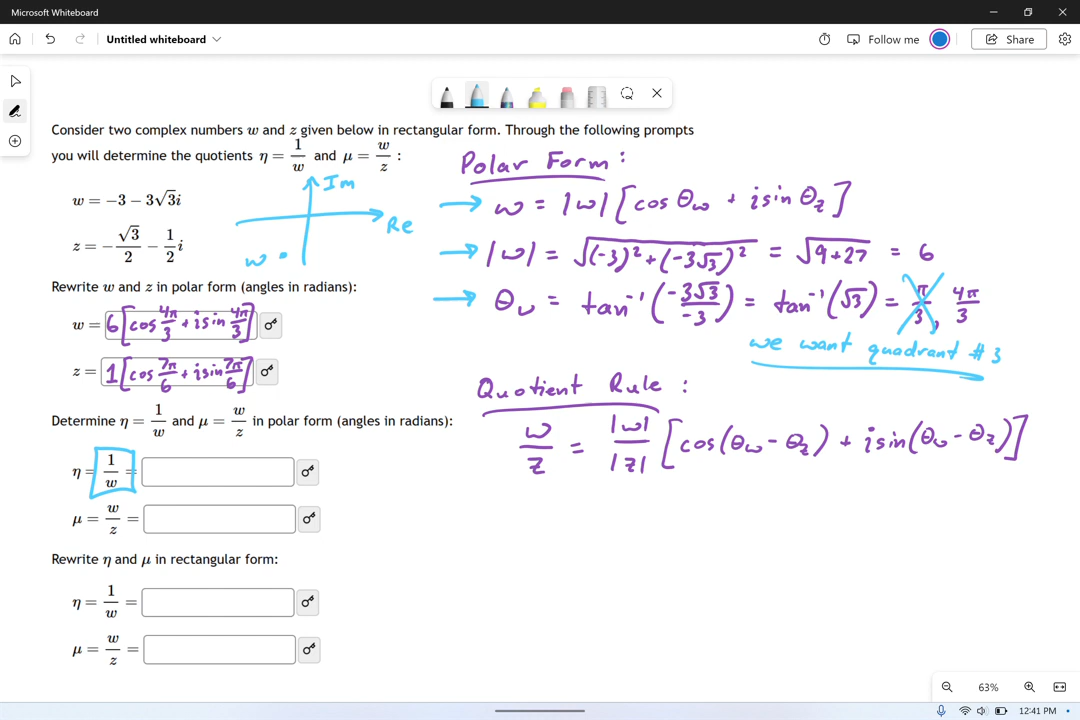 Microsoft Whiteboard
Untitled whiteboard
Follow me
Share
Consider two complex numbers w and z given below in rectangular form. Through the following prompts
you will determine the quotients η = 1/w and μ = w/z :
w = −3 − 3√3i
z = −√3/2 − 1/2 i
Im
Re
w
Rewrite w and z in polar form (angles in radians):
w = 6[cos 4π/3 + i sin 4π/3]
z = 1[cos 7π/6 + i sin 7π/6]
Determine η = 1/w and μ = w/z in polar form (angles in radians):
η = 1/w =
μ = w/z =
Rewrite η and μ in rectangular form:
η = 1/w =
μ = w/z =
Polar Form :
w = |w| [cos θw + i sin θz]
|w| = √((-3)² + (-3√3)²) = √(9+27) = 6
θw = tan⁻¹(-3√3/-3) = tan⁻¹(√3) = π/3, 4π/3
we want quadrant #3
Quotient Rule :
w/z = |w|/|z| [cos(θw - θz) + i sin(θw - θz)]
63%
12:41 PM